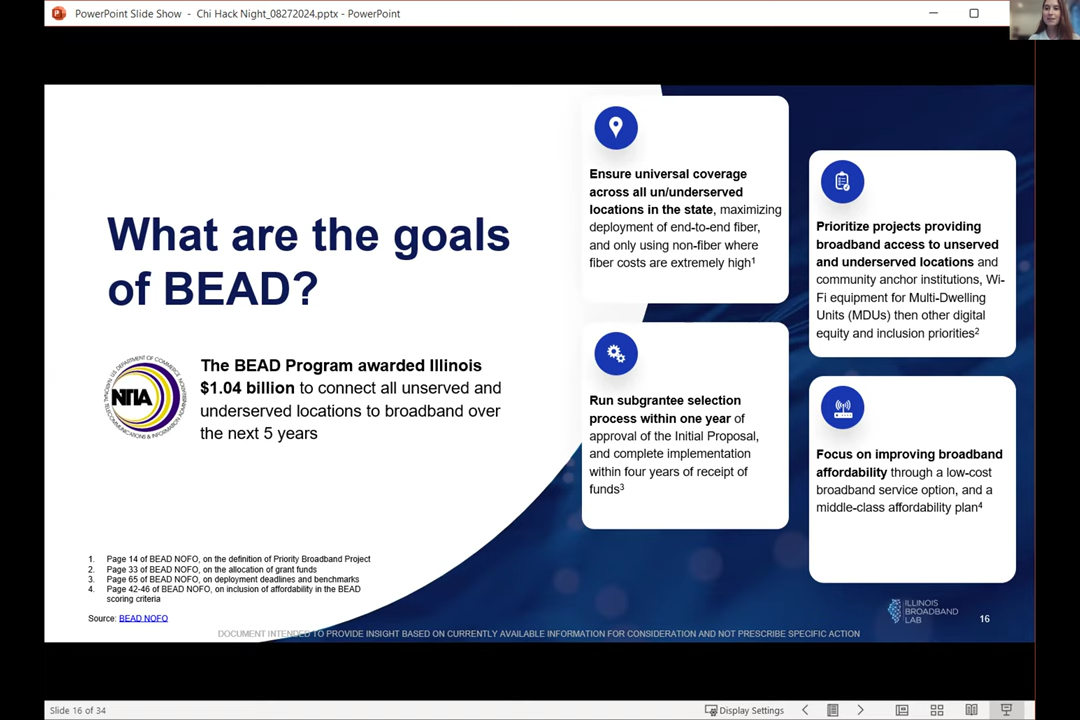 PowerPoint Slide Show - Chi Hack Night_08272024.pptx - PowerPoint
What are the goals
of BEAD?
NTIA
The BEAD Program awarded Illinois
$1.04 billion to connect all unserved and
underserved locations to broadband over
the next 5 years
Ensure universal coverage
across all un/underserved
locations in the state, maximizing
deployment of end-to-end fiber,
and only using non-fiber where
fiber costs are extremely high1
Prioritize projects providing
broadband access to unserved
and underserved locations and
community anchor institutions, Wi-
Fi equipment for Multi-Dwelling
Units (MDUs) then other digital
equity and inclusion priorities2
Run subgrantee selection
process within one year of
approval of the Initial Proposal,
and complete implementation
within four years of receipt of
funds3
Focus on improving broadband
affordability through a low-cost
broadband service option, and a
middle-class affordability plan4
1. Page 14 of BEAD NOFO, on the definition of Priority Broadband Project
2. Page 33 of BEAD NOFO, on the allocation of grant funds
3. Page 65 of BEAD NOFO, on deployment deadlines and benchmarks
4. Page 42-46 of BEAD NOFO, on inclusion of affordability in the BEAD
scoring criteria
Source: BEAD NOFO
ILLINOIS
BROADBAND
LAB
16
DOCUMENT INTENDED TO PROVIDE INSIGHT BASED ON CURRENTLY AVAILABLE INFORMATION FOR CONSIDERATION AND NOT PRESCRIBE SPECIFIC ACTION
Slide 16 of 34
Display Settings